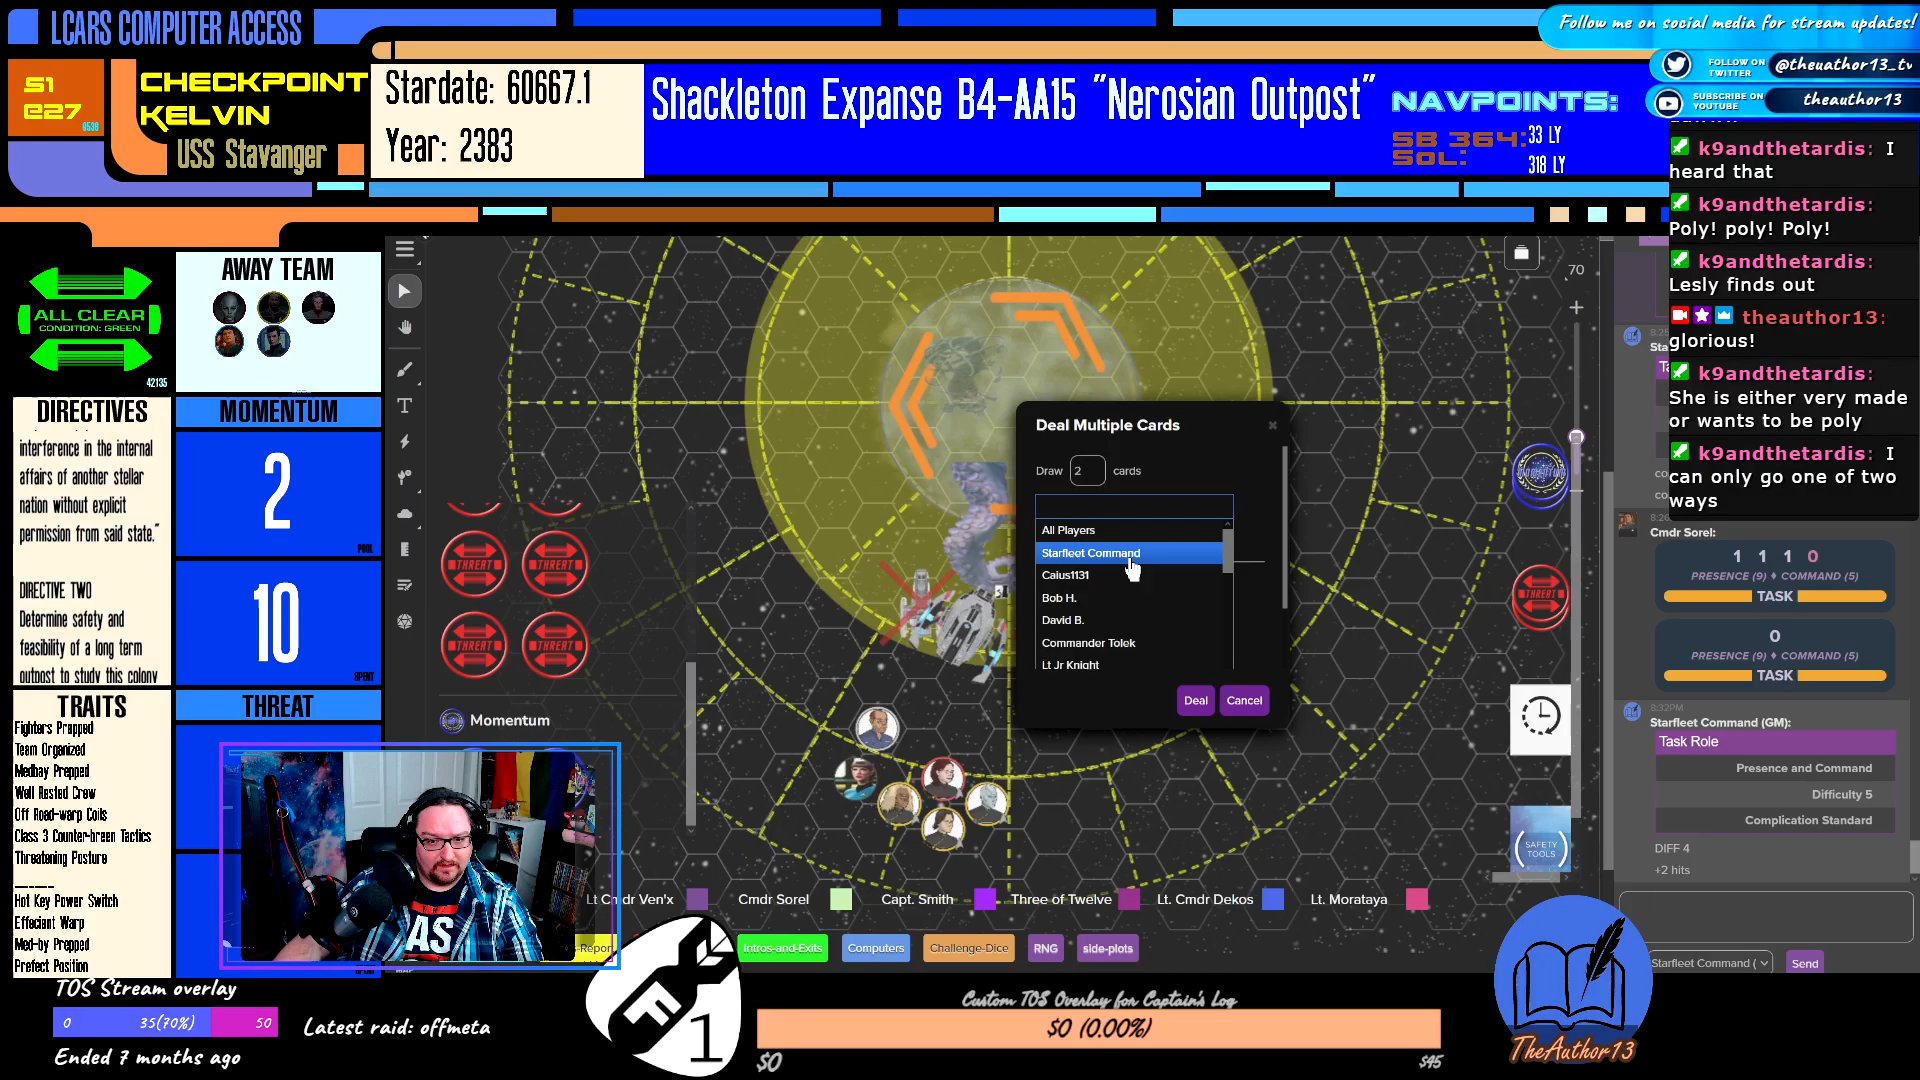 LCARS COMPUTER ACCESS
S1
e27
CHECKPOINT
KELVIN
USS Stavanger
Stardate: 60667.1
Year: 2383
Shackleton Expanse B4-AA15 "Nerosian Outpost"
NAVPOINTS:
SB 364: 33 LY
SOL: 318 LY
Follow me on social media for stream updates!
FOLLOW ON
TWITTER
@theuathor13_tv
SUBSCRIBE ON
YOUTUBE
theauthor13
k9andthetardis: I
heard that
k9andthetardis:
Poly! poly! Poly!
k9andthetardis:
Lesly finds out
theauthor13:
glorious!
k9andthetardis:
She is either very made
or wants to be poly
k9andthetardis: I
can only go one of two
ways
ALL CLEAR
CONDITION: GREEN
42135
AWAY TEAM
DIRECTIVES
interference in the internal
affairs of another stellar
nation without explicit
permission from said state."
DIRECTIVE TWO
Determine safety and
feasibility of a long term
outpost to study this colony
MOMENTUM
2
POOL
10
SPENT
THREAT
TRAITS
Fighters Prapped
Team Organized
Medbay Prepped
Well Rested Crew
Off Road-warp Coils
Class 3 Counter-breen Tactics
Threatening Posture
______
Hot Key Power Switch
Effecient Warp
Med-by Prepped
Prefect Position
THREAT
THREAT
THREAT
THREAT
Momentum
70
Deal Multiple Cards
Draw 2 cards
All Players
Starfleet Command
Caius1131
Bob H.
David B.
Commander Tolek
Lt Jr Knight
Deal
Cancel
THREAT
SAFETY
TOOLS
Cmdr Sorel:
1 1 1 0
PRESENCE (9) ♦ COMMAND (5)
TASK
0
PRESENCE (9) ♦ COMMAND (5)
TASK
8:32PM
Starfleet Command (GM):
Task Role
Presence and Command
Difficulty 5
Complication Standard
DIFF 4
+2 hits
Starfleet Command (
Send
Lt Cmdr Ven'x
Cmdr Sorel
Capt. Smith
Three of Twelve
Lt. Cmdr Dekos
Lt. Morataya
s-Report
Intros-and-Exits
Computers
Challenge-Dice
RNG
side-plots
AS
TOS Stream overlay
0
35(70%)
50
Ended 7 months ago
Latest raid: offmeta
F
1
Custom TOS Overlay for Captain's Log
$0 (0.00%)
$0
$45
TheAuthor13